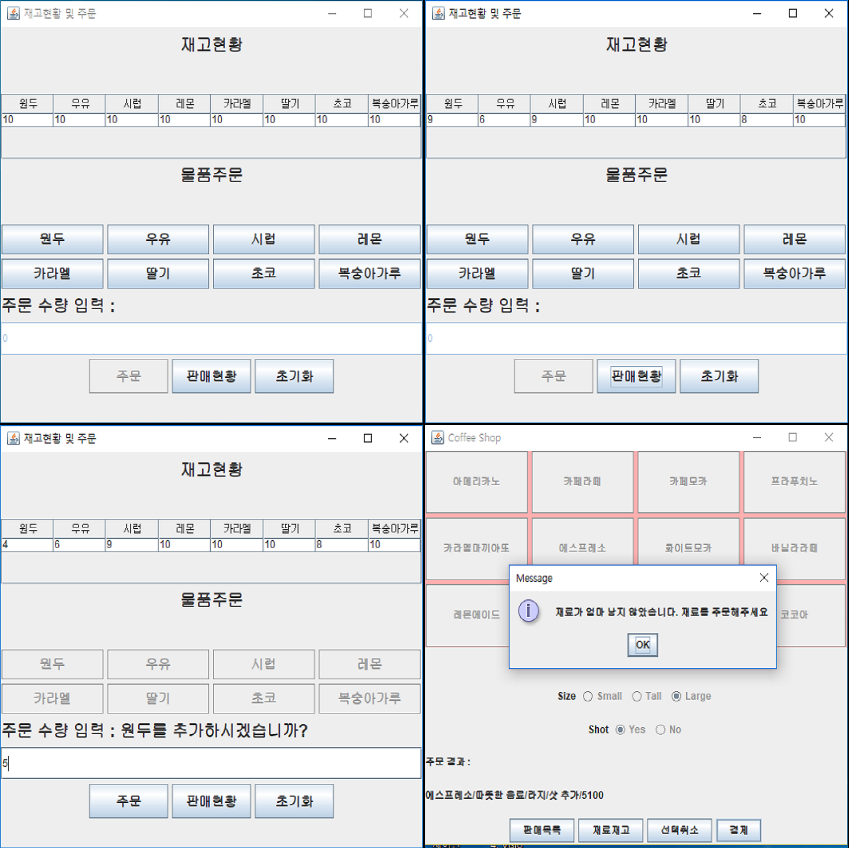 재고현황 및 주문
재고현황
원두 우유 시럽 레몬 카라멜 딸기 초코 복숭아가루
10 10 10 10 10 10 10 10
물품주문
원두 우유 시럽 레몬
카라멜 딸기 초코 복숭아가루
주문 수량 입력 :
0
주문 판매현황 초기화
재고현황 및 주문
재고현황
원두 우유 시럽 레몬 카라멜 딸기 초코 복숭아가루
9 6 9 10 10 10 8 10
물품주문
원두 우유 시럽 레몬
카라멜 딸기 초코 복숭아가루
주문 수량 입력 :
0
주문 판매현황 초기화
재고현황 및 주문
재고현황
원두 우유 시럽 레몬 카라멜 딸기 초코 복숭아가루
4 6 9 10 10 10 8 10
물품주문
원두 우유 시럽 레몬
카라멜 딸기 초코 복숭아가루
주문 수량 입력 : 원두를 추가하시겠습니까?
5
주문 판매현황 초기화
Coffee Shop
아메리카노 카페라떼 카페모카 프라푸치노
카라멜마끼아또 에스프레소 화이트모카 바닐라라떼
Message
재료가 얼마 남지 않았습니다. 재료를 주문해주세요
레몬에이드 코코아
OK
Size Small Tall Large
Shot Yes No
주문 결과 :
에스프레소/따뜻한 음료/라지/샷 추가/5100
판매목록 재료재고 선택취소 결제